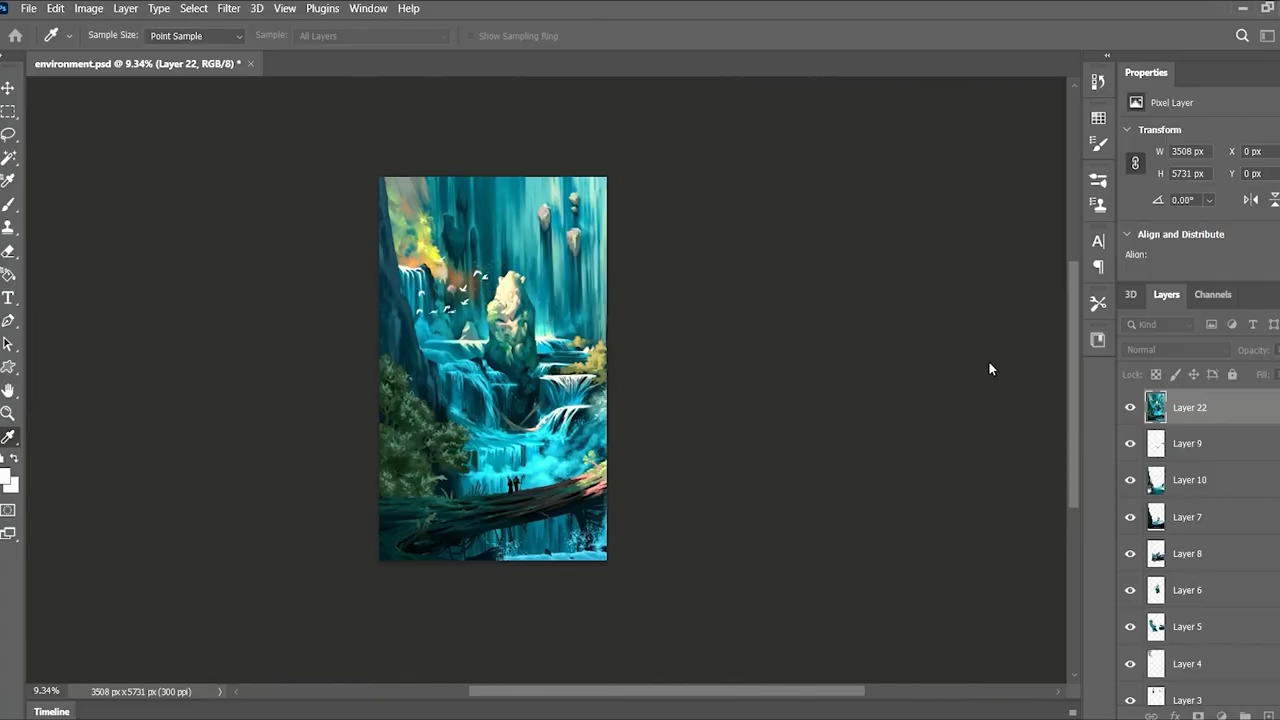 Ps File Edit Image Layer Type Select Filter 3D View Plugins Window Help
Sample Size: Point Sample Sample: All Layers Show Sampling Ring
environment.psd @ 9.34% (Layer 22, RGB/8) *
Properties
Pixel Layer
Transform
W 3508 px X 0 px
H 5731 px Y 0 px
0.00°
Align and Distribute
Align:
3D Layers Channels
Kind
Normal Opacity:
Lock: Fill:
Layer 22
Layer 9
Layer 10
Layer 7
Layer 8
Layer 6
Layer 5
Layer 4
Layer 3
9.34% 3508 px x 5731 px (300 ppi)
Timeline